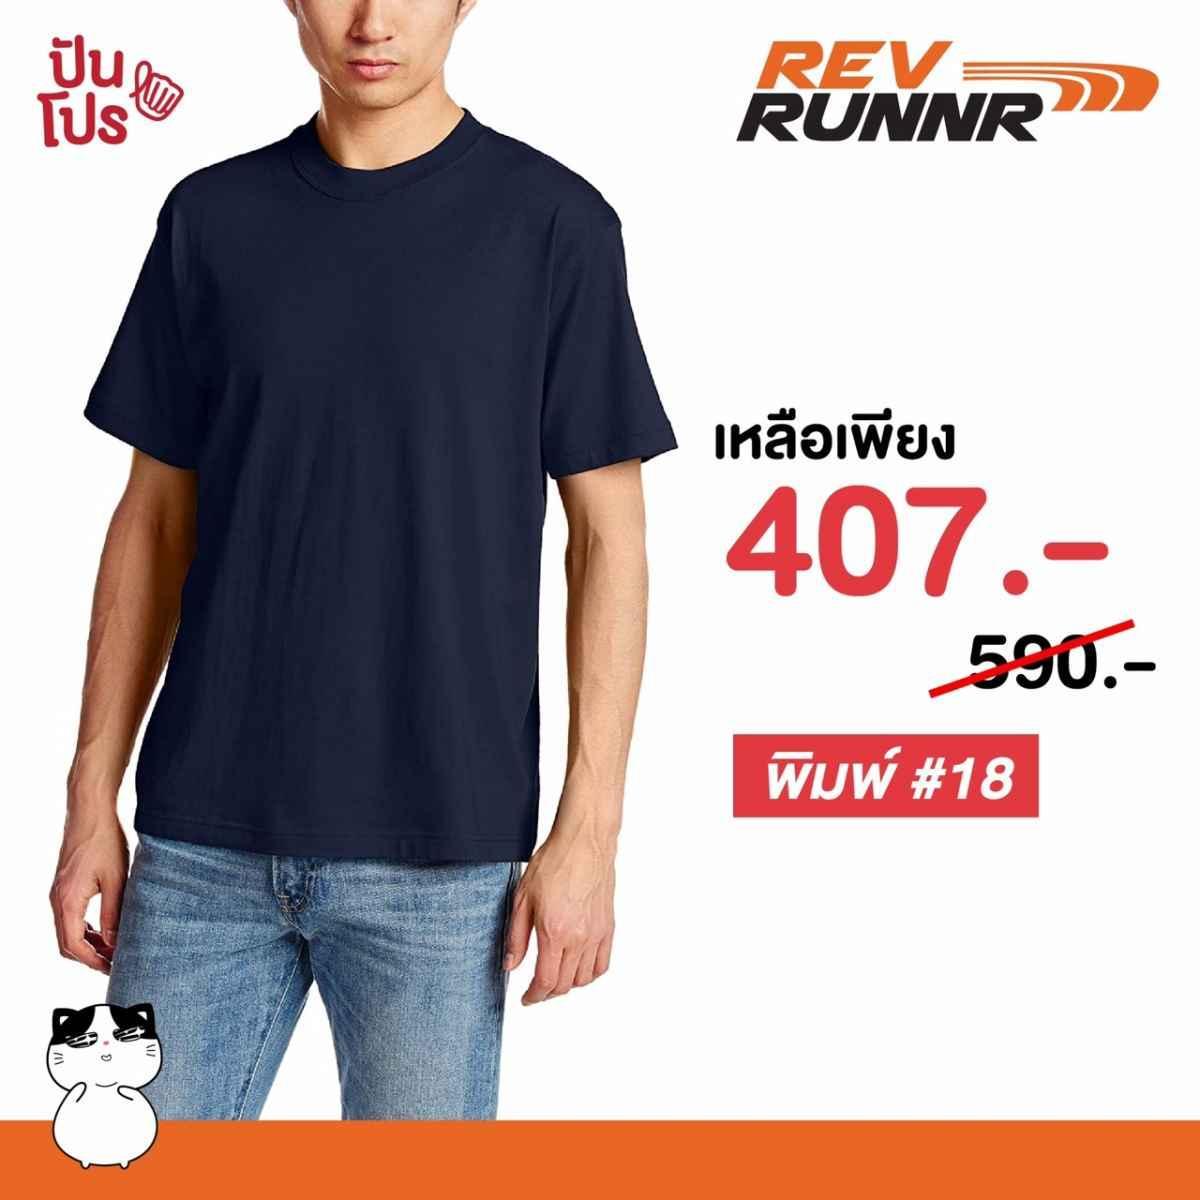 ปัน
โปร
REV
RUNNR
เหลือเพียง
407.-
590.-
พิมพ์ #18